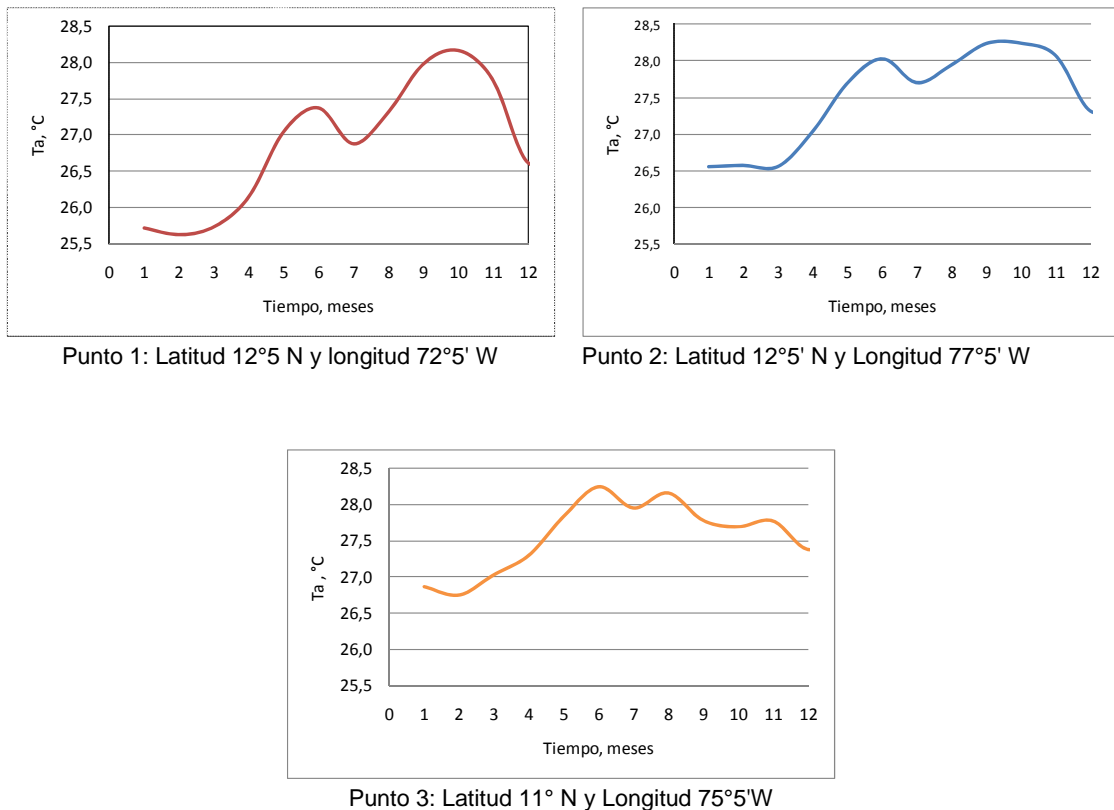 28,5
28,0
27,5
27,0
26,5
26,0
25,5
Ta, °C
0 1 2 3 4 5 6 7 8 9 10 11 12
Tiempo, meses
Punto 1: Latitud 12°5 N y longitud 72°5' W
28,5
28,0
27,5
27,0
26,5
26,0
25,5
Ta, °C
0 1 2 3 4 5 6 7 8 9 10 11 12
Tiempo, meses
Punto 2: Latitud 12°5' N y Longitud 77°5' W
28,5
28,0
27,5
27,0
26,5
26,0
25,5
Ta , °C
0 1 2 3 4 5 6 7 8 9 10 11 12
Tiempo, meses
Punto 3: Latitud 11° N y Longitud 75°5'W